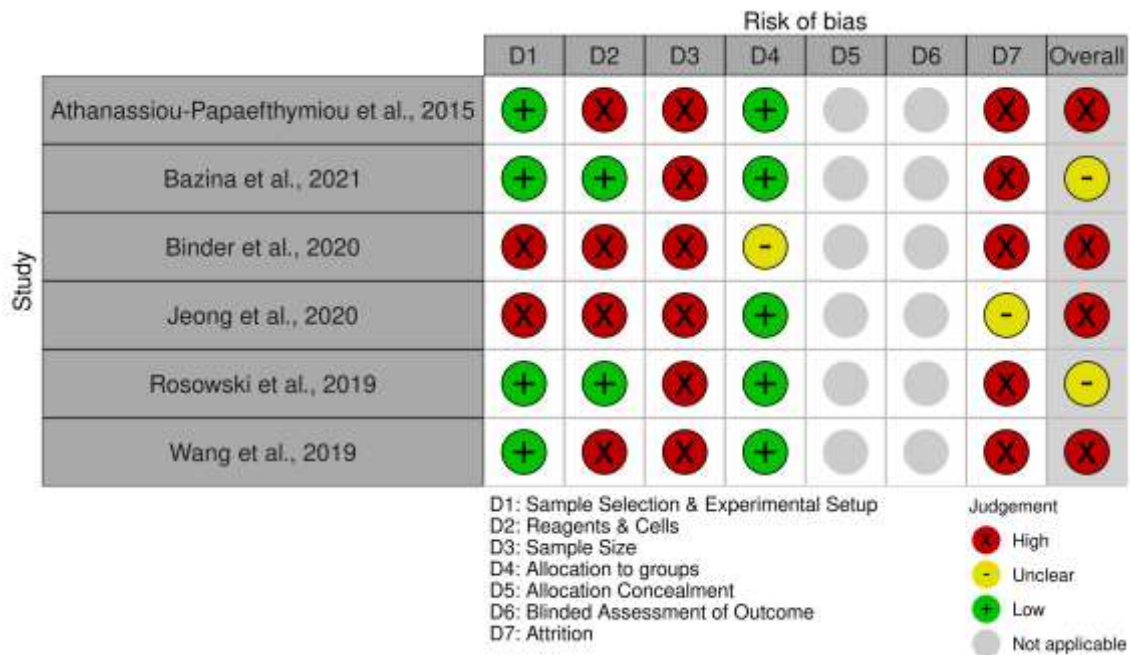 Risk of bias
D1 D2 D3 D4 D5 D6 D7 Overall
Study
Athanassiou-Papaefthymiou et al., 2015 + X X + X X
Bazina et al., 2021 + + X + X -
Binder et al., 2020 X X X - X X
Jeong et al., 2020 X X X + - X
Rosowski et al., 2019 + + X + X -
Wang et al., 2019 + X X + X X
D1: Sample Selection & Experimental Setup
D2: Reagents & Cells
D3: Sample Size
D4: Allocation to groups
D5: Allocation Concealment
D6: Blinded Assessment of Outcome
D7: Attrition
Judgement
X High
- Unclear
+ Low
Not applicable